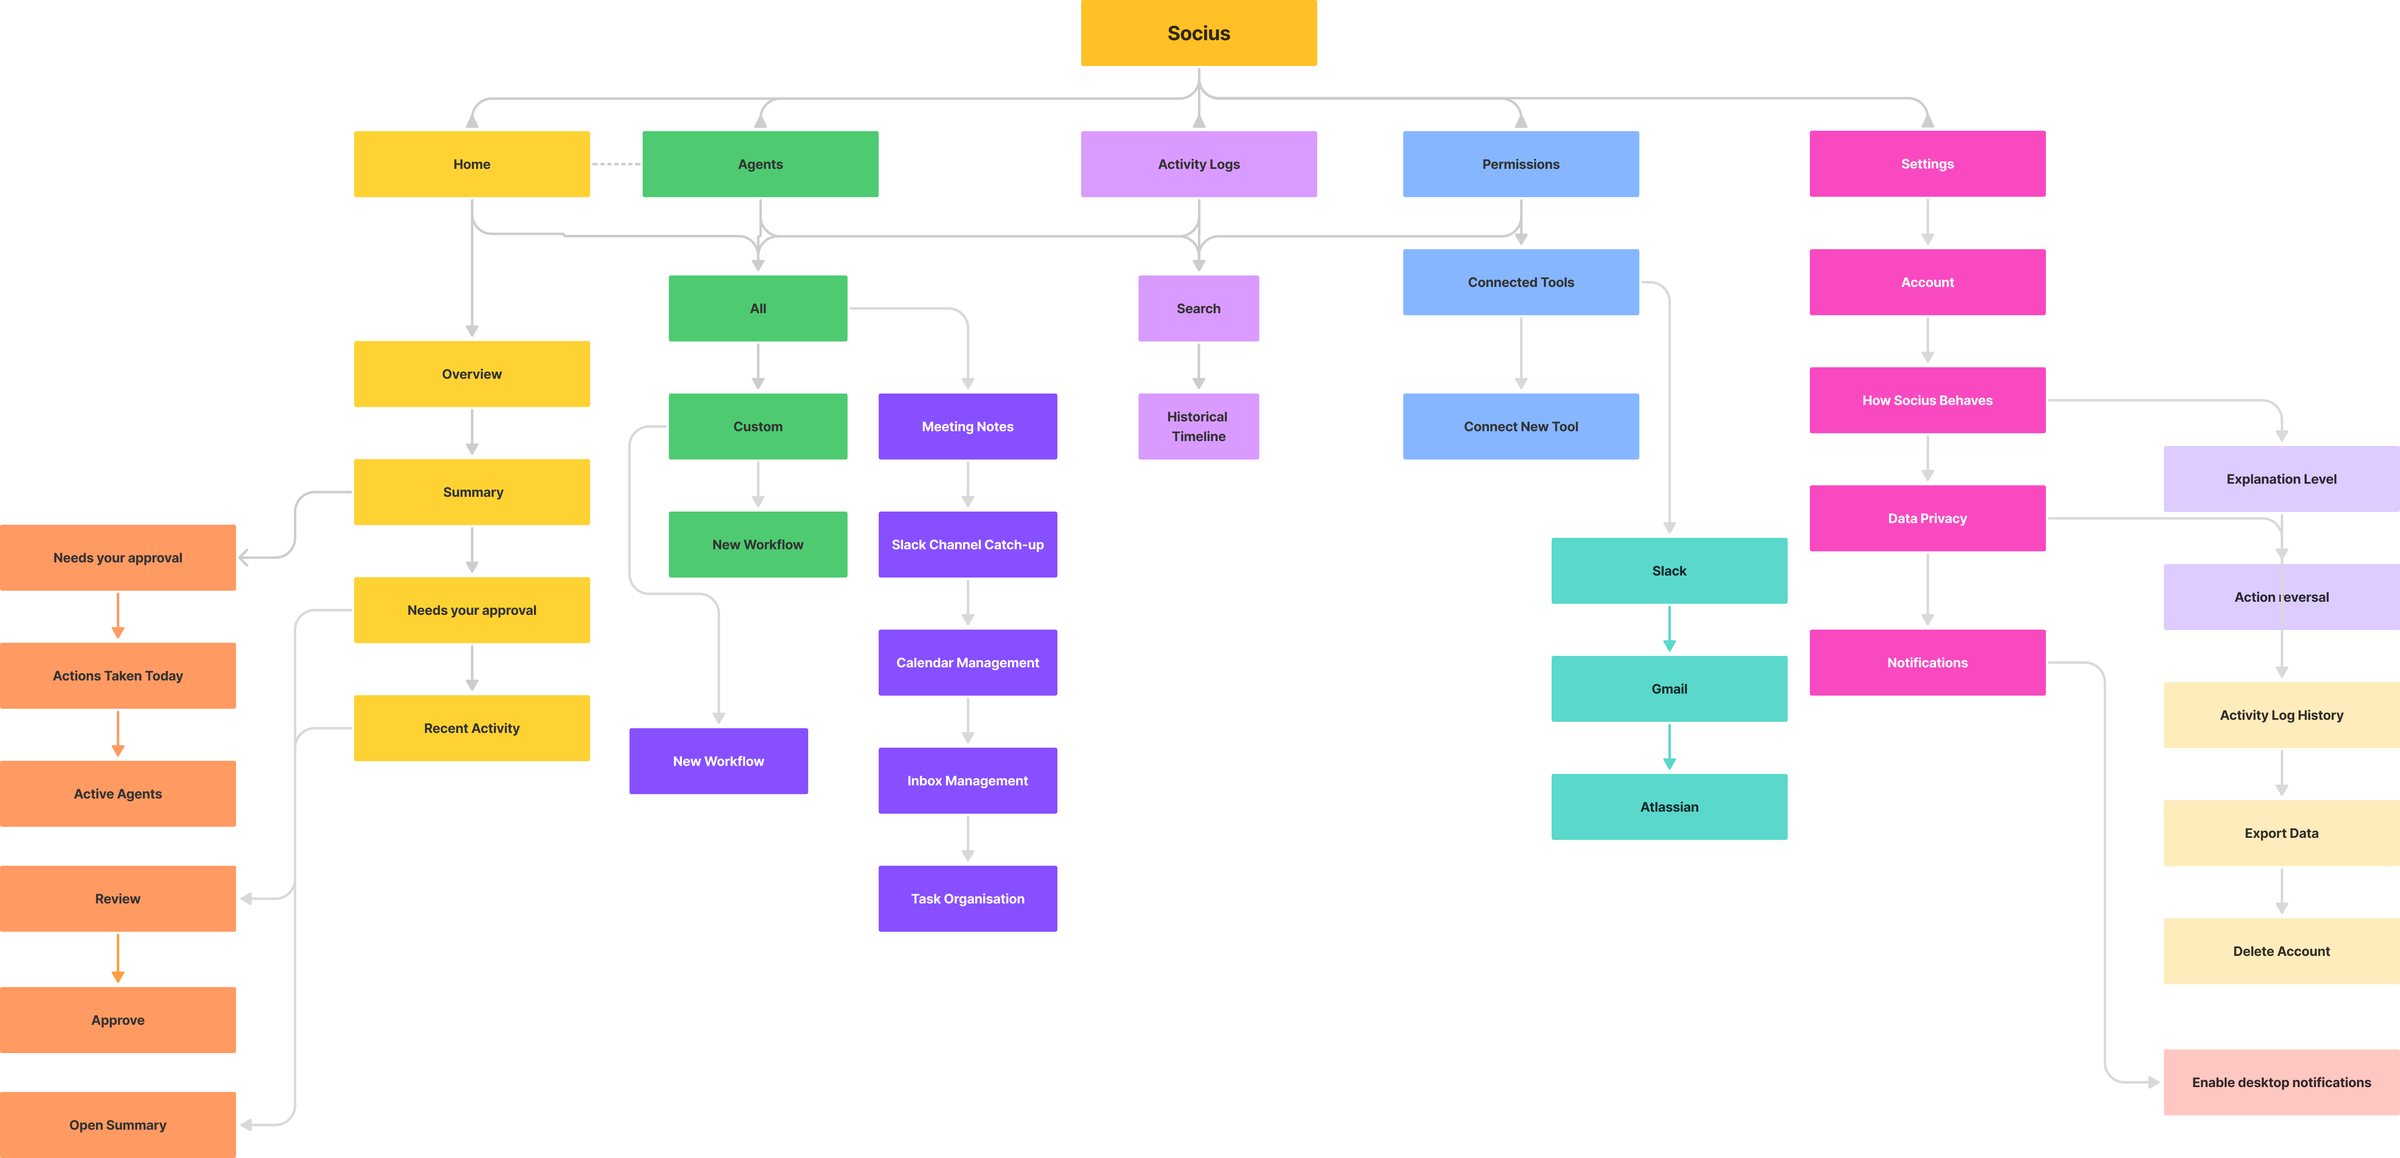 Socius
Home
Agents
Activity Logs
Permissions
Settings
Overview
Summary
Needs your approval
Recent Activity
Needs your approval
Actions Taken Today
Active Agents
Review
Approve
Open Summary
All
Custom
New Workflow
New Workflow
Meeting Notes
Slack Channel Catch-up
Calendar Management
Inbox Management
Task Organisation
Search
Historical
Timeline
Connected Tools
Connect New Tool
Slack
Gmail
Atlassian
Account
How Socius Behaves
Data Privacy
Notifications
Explanation Level
Action reversal
Activity Log History
Export Data
Delete Account
Enable desktop notifications